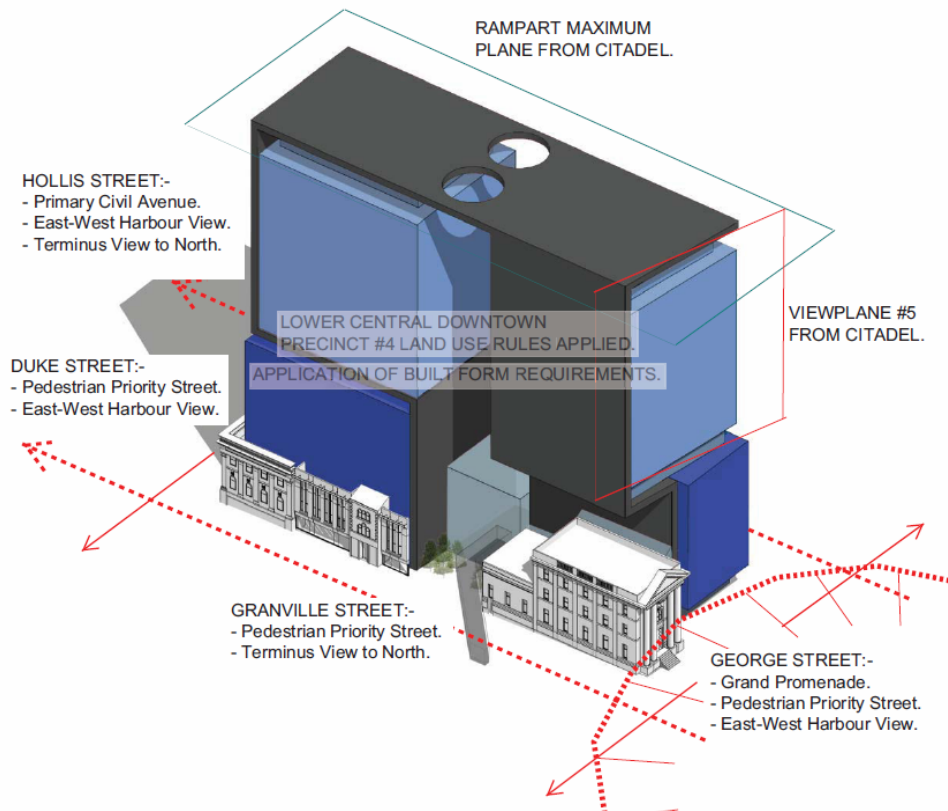 RAMPART MAXIMUM
PLANE FROM CITADEL.
HOLLIS STREET:-
- Primary Civil Avenue.
- East-West Harbour View.
- Terminus View to North.
VIEWPLANE #5
FROM CITADEL.
LOWER CENTRAL DOWNTOWN
PRECINCT #4 LAND USE RULES APPLIED.
APPLICATION OF BUILT FORM REQUIREMENTS.
DUKE STREET:-
- Pedestrian Priority Street.
- East-West Harbour View.
GRANVILLE STREET:-
- Pedestrian Priority Street.
- Terminus View to North.
GEORGE STREET:-
- Grand Promenade.
- Pedestrian Priority Street.
- East-West Harbour View.